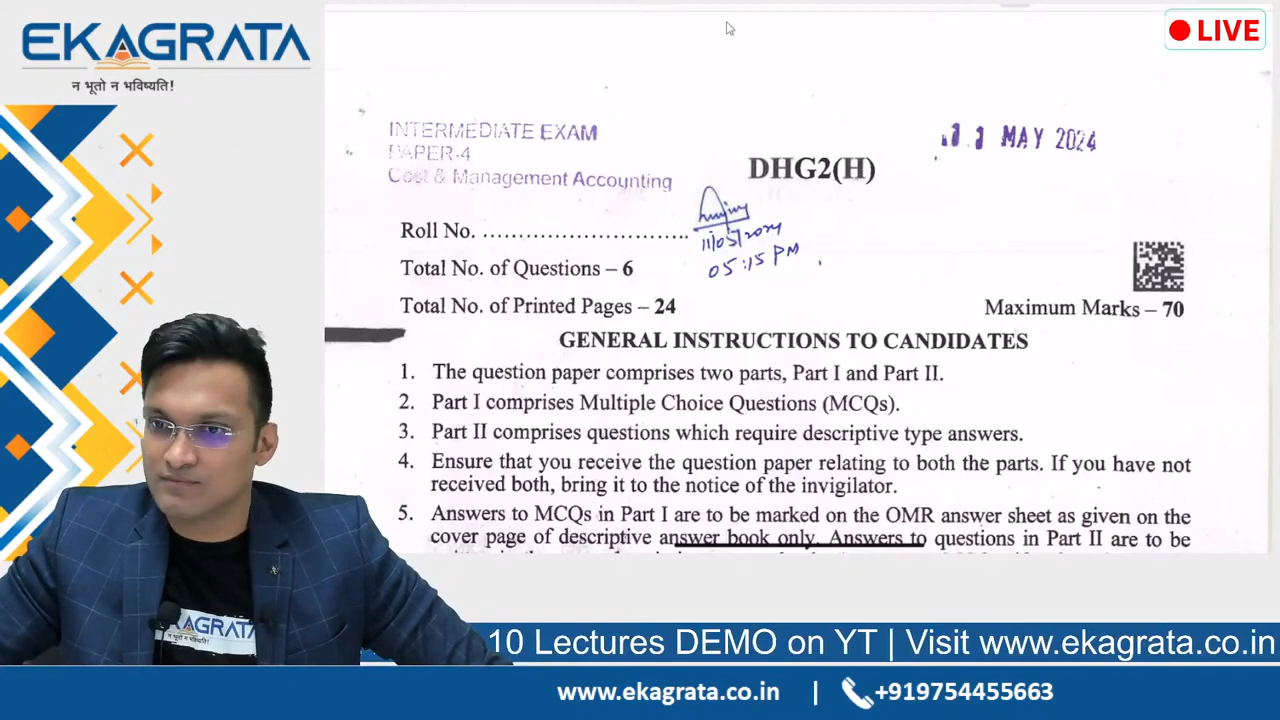 EKAGRATA
न भूतो न भविष्यति!
LIVE
INTERMEDIATE EXAM
PAPER-4
Cost & Management Accounting
11 MAY 2024
DHG2(H)
Roll No. ................................
11/05/2024
05:15 PM
Total No. of Questions – 6
Total No. of Printed Pages – 24
Maximum Marks – 70
GENERAL INSTRUCTIONS TO CANDIDATES
1. The question paper comprises two parts, Part I and Part II.
2. Part I comprises Multiple Choice Questions (MCQs).
3. Part II comprises questions which require descriptive type answers.
4. Ensure that you receive the question paper relating to both the parts. If you have not
received both, bring it to the notice of the invigilator.
5. Answers to MCQs in Part I are to be marked on the OMR answer sheet as given on the
cover page of descriptive answer book only. Answers to questions in Part II are to be
EKAGRATA
न भूतो न भविष्यति!
10 Lectures DEMO on YT | Visit www.ekagrata.co.in
www.ekagrata.co.in | +919754455663